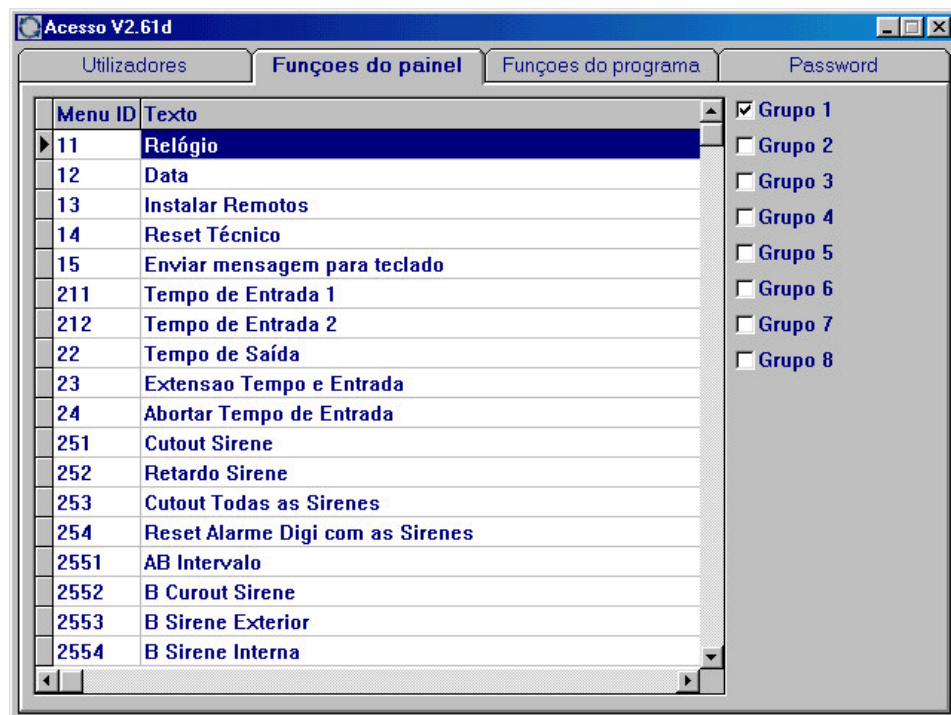 Acesso V2.61d
Utilizadores Funçoes do painel Funçoes do programa Password
Menu ID Texto
11 Relógio
12 Data
13 Instalar Remotos
14 Reset Técnico
15 Enviar mensagem para teclado
211 Tempo de Entrada 1
212 Tempo de Entrada 2
22 Tempo de Saída
23 Extensao Tempo e Entrada
24 Abortar Tempo de Entrada
251 Cutout Sirene
252 Retardo Sirene
253 Cutout Todas as Sirenes
254 Reset Alarme Digi com as Sirenes
2551 AB Intervalo
2552 B Curout Sirene
2553 B Sirene Exterior
2554 B Sirene Interna
Grupo 1
Grupo 2
Grupo 3
Grupo 4
Grupo 5
Grupo 6
Grupo 7
Grupo 8